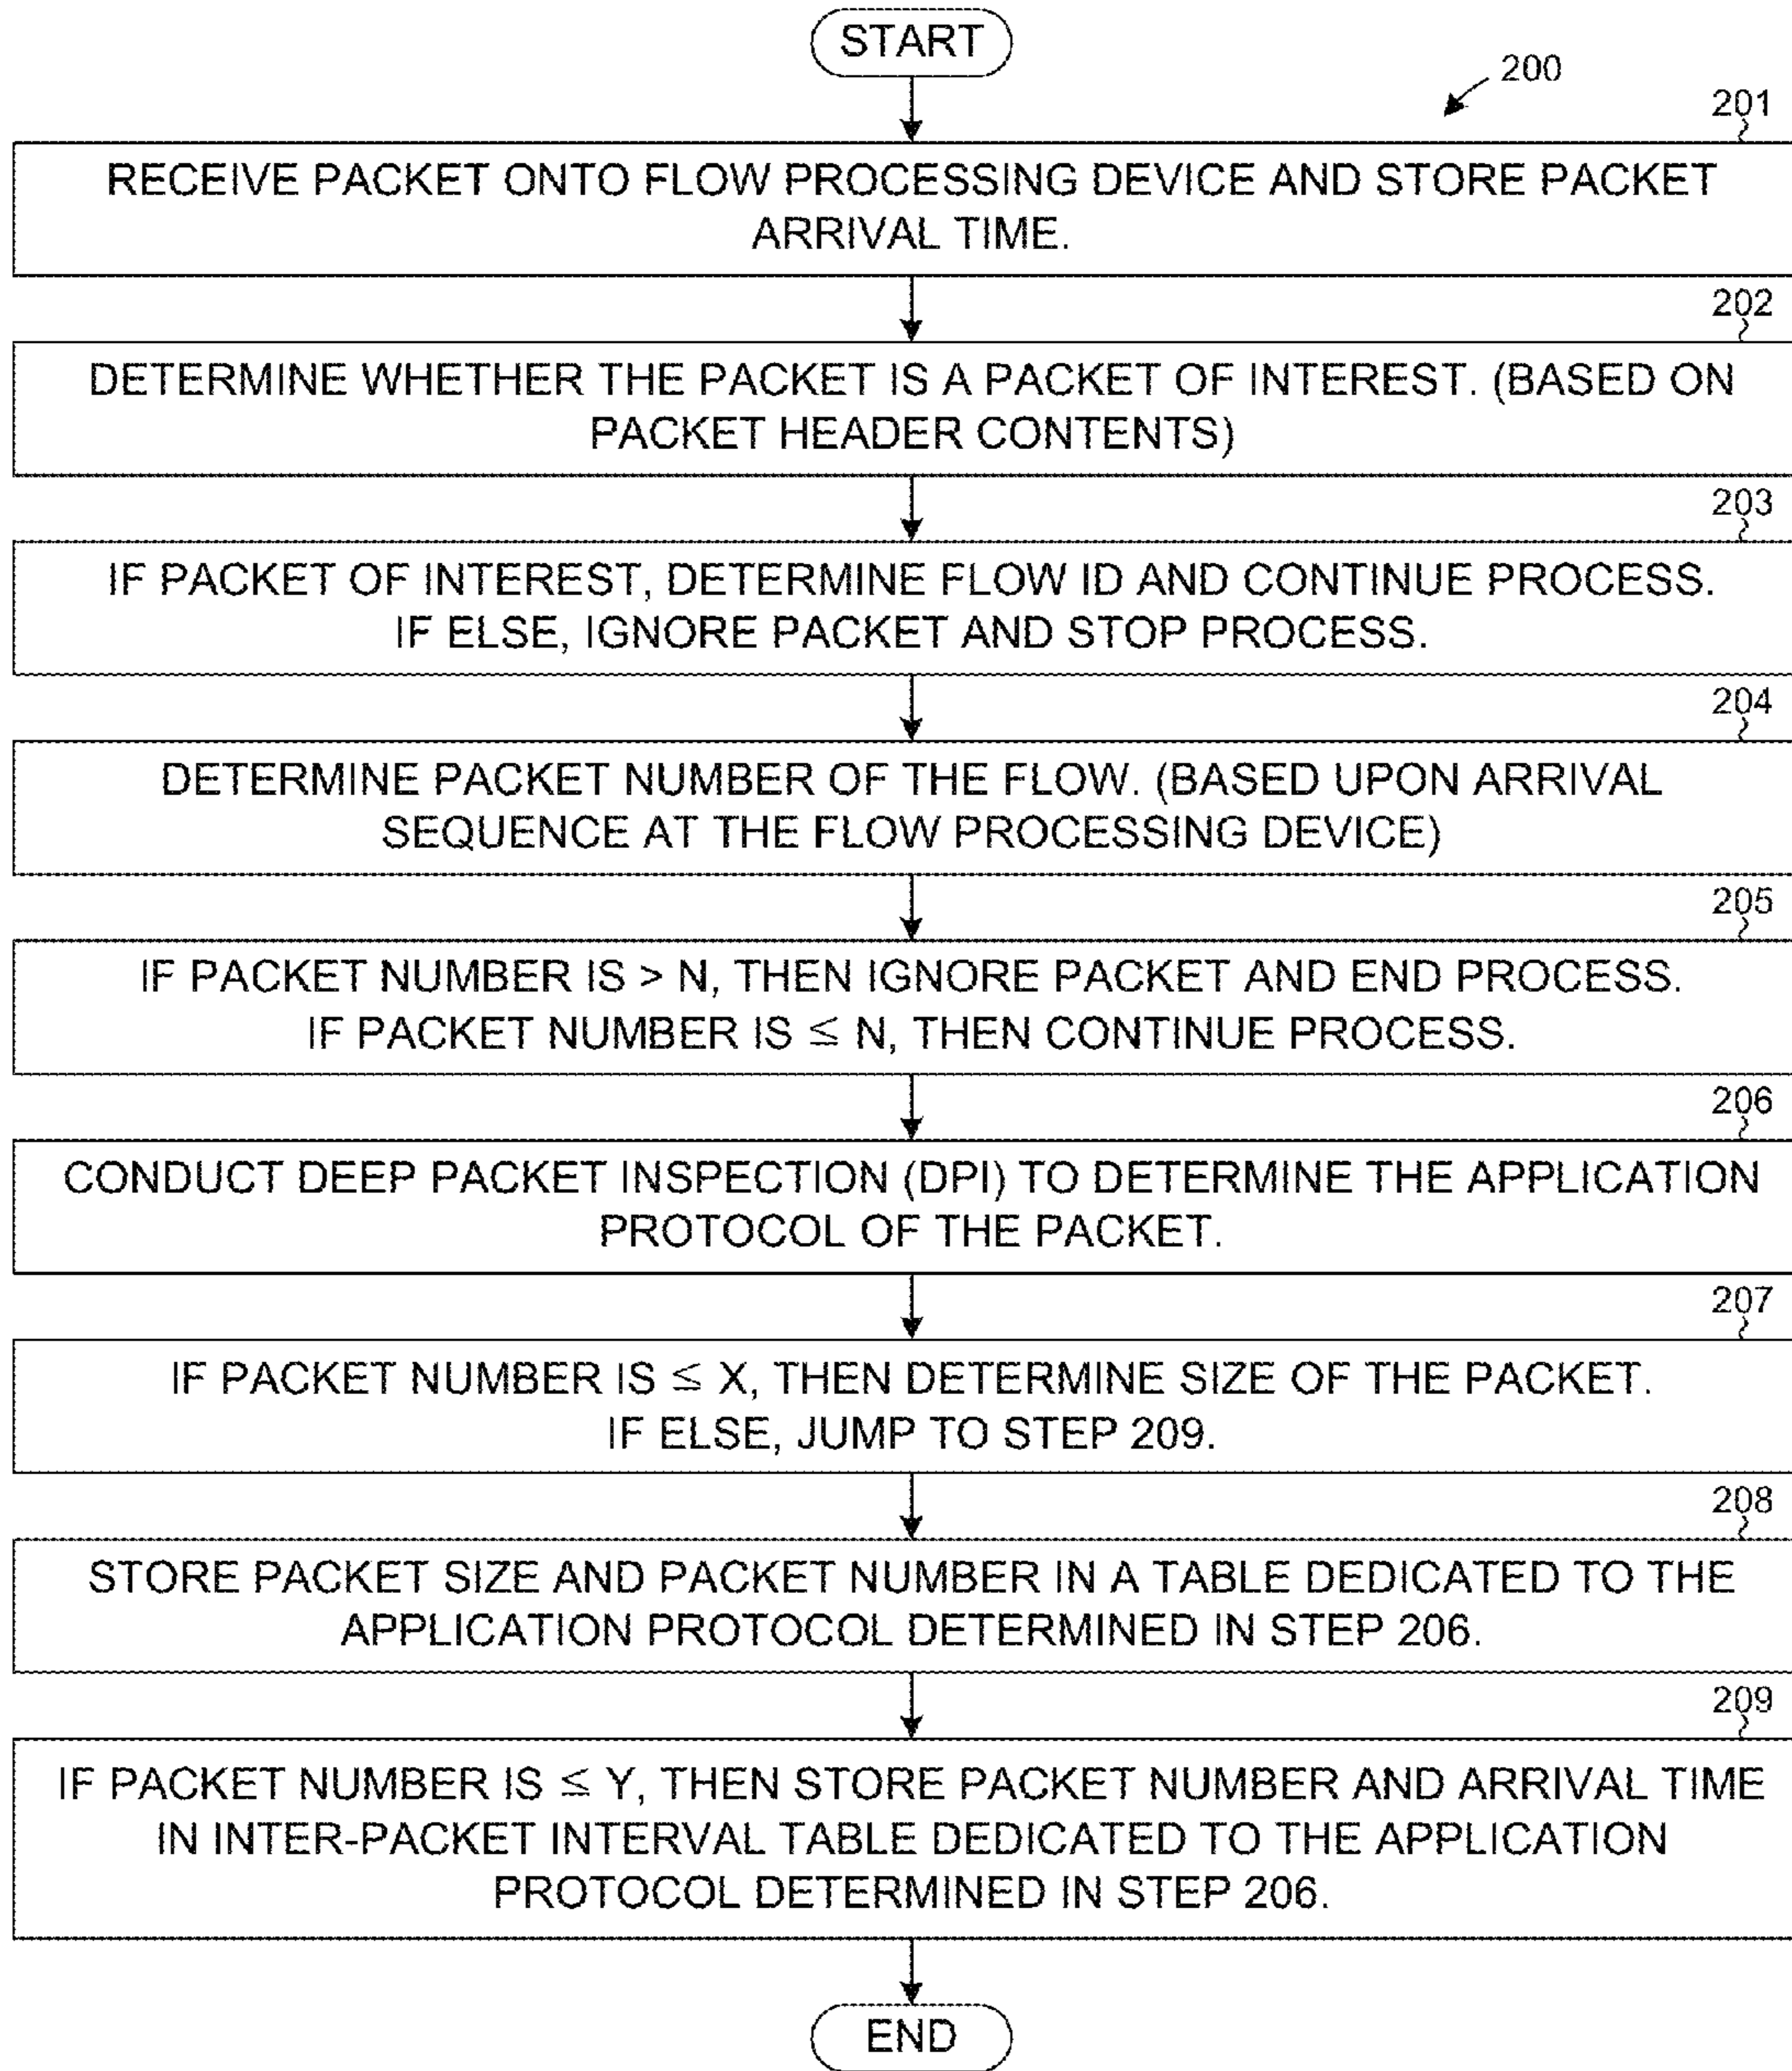 START
200
201
RECEIVE PACKET ONTO FLOW PROCESSING DEVICE AND STORE PACKET
ARRIVAL TIME.
202
DETERMINE WHETHER THE PACKET IS A PACKET OF INTEREST. (BASED ON
PACKET HEADER CONTENTS)
203
IF PACKET OF INTEREST, DETERMINE FLOW ID AND CONTINUE PROCESS.
IF ELSE, IGNORE PACKET AND STOP PROCESS.
204
DETERMINE PACKET NUMBER OF THE FLOW. (BASED UPON ARRIVAL
SEQUENCE AT THE FLOW PROCESSING DEVICE)
205
IF PACKET NUMBER IS > N, THEN IGNORE PACKET AND END PROCESS.
IF PACKET NUMBER IS ≦ N, THEN CONTINUE PROCESS.
206
CONDUCT DEEP PACKET INSPECTION (DPI) TO DETERMINE THE APPLICATION
PROTOCOL OF THE PACKET.
207
IF PACKET NUMBER IS ≦ X, THEN DETERMINE SIZE OF THE PACKET.
IF ELSE, JUMP TO STEP 209.
208
STORE PACKET SIZE AND PACKET NUMBER IN A TABLE DEDICATED TO THE
APPLICATION PROTOCOL DETERMINED IN STEP 206.
209
IF PACKET NUMBER IS ≦ Y, THEN STORE PACKET NUMBER AND ARRIVAL TIME
IN INTER-PACKET INTERVAL TABLE DEDICATED TO THE APPLICATION
PROTOCOL DETERMINED IN STEP 206.
END